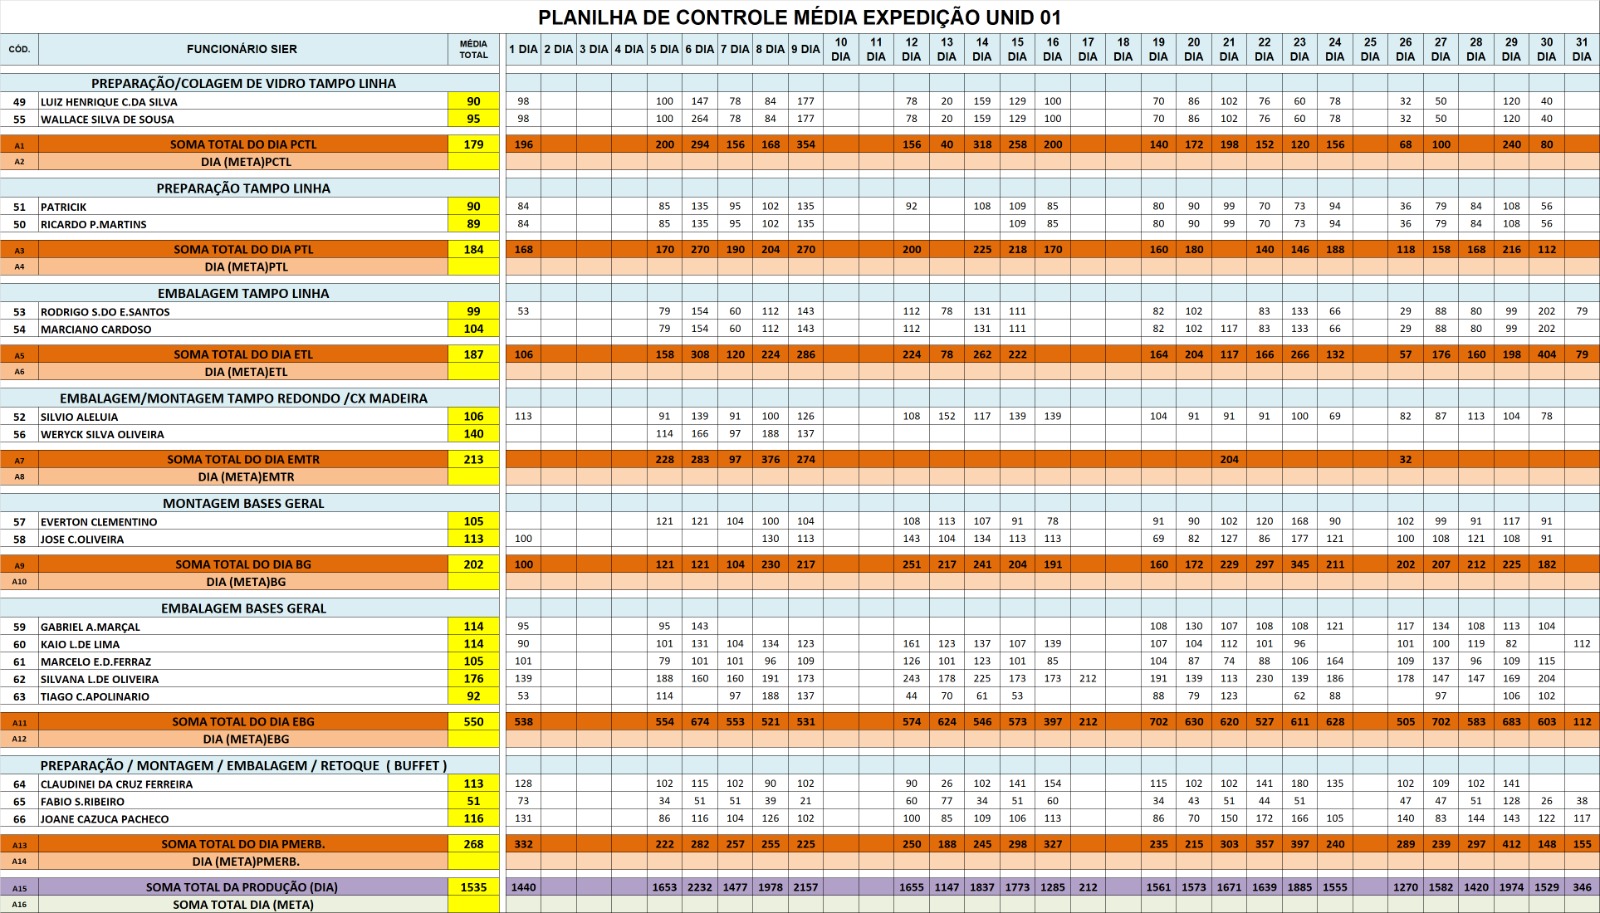 PLANILHA DE CONTROLE MÉDIA EXPEDIÇÃO UNID 01
CÓD. FUNCIONÁRIO SIER MÉDIA TOTAL 1 DIA 2 DIA 3 DIA 4 DIA 5 DIA 6 DIA 7 DIA 8 DIA 9 DIA 10 DIA 11 DIA 12 DIA 13 DIA 14 DIA 15 DIA 16 DIA 17 DIA 18 DIA 19 DIA 20 DIA 21 DIA 22 DIA 23 DIA 24 DIA 25 DIA 26 DIA 27 DIA 28 DIA 29 DIA 30 DIA 31 DIA
PREPARAÇÃO/COLAGEM DE VIDRO TAMPO LINHA
49 LUIZ HENRIQUE C.DA SILVA 90 98 100 147 78 84 177 78 20 159 129 100 70 86 102 76 60 78 32 50 120 40
55 WALLACE SILVA DE SOUSA 95 98 100 264 78 84 177 78 20 159 129 100 70 86 102 76 60 78 32 50 120 40
A1 SOMA TOTAL DO DIA PCTL 179 196 200 294 156 168 354 156 40 318 258 200 140 172 198 152 120 156 68 100 240 80
A2 DIA (META)PCTL
PREPARAÇÃO TAMPO LINHA
51 PATRICIK 90 84 85 135 95 102 135 92 108 109 85 80 90 99 70 73 94 36 79 84 108 56
50 RICARDO P.MARTINS 89 84 85 135 95 102 135 109 85 80 90 99 70 73 94 36 79 84 108 56
A3 SOMA TOTAL DO DIA PTL 184 168 170 270 190 204 270 200 225 218 170 160 180 140 146 188 118 158 168 216 112
A4 DIA (META)PTL
EMBALAGEM TAMPO LINHA
53 RODRIGO S.DO E.SANTOS 99 53 79 154 60 112 143 112 78 131 111 82 102 83 133 66 29 88 80 99 202 79
54 MARCIANO CARDOSO 104 79 154 60 112 143 112 131 111 82 102 117 83 133 66 29 88 80 99 202
A5 SOMA TOTAL DO DIA ETL 187 106 158 308 120 224 286 224 78 262 222 164 204 117 166 266 132 57 176 160 198 404 79
A6 DIA (META)ETL
EMBALAGEM/MONTAGEM TAMPO REDONDO /CX MADEIRA
52 SILVIO ALELUIA 106 113 91 139 91 100 126 108 152 117 139 139 104 91 91 91 100 69 82 87 113 104 78
56 WERYCK SILVA OLIVEIRA 140 114 166 97 188 137
A7 SOMA TOTAL DO DIA EMTR 213 228 283 97 376 274 204 32
A8 DIA (META)EMTR
MONTAGEM BASES GERAL
57 EVERTON CLEMENTINO 105 121 121 104 100 104 108 113 107 91 78 91 90 102 120 168 90 102 99 91 117 91
58 JOSE C.OLIVEIRA 113 100 130 113 143 104 134 113 113 69 82 127 86 177 121 100 108 121 108 91
A9 SOMA TOTAL DO DIA BG 202 100 121 121 104 230 217 251 217 241 204 191 160 172 229 297 345 211 202 207 212 225 182
A10 DIA (META)BG
EMBALAGEM BASES GERAL
59 GABRIEL A.MARÇAL 114 95 95 143 108 130 107 108 108 121 117 134 108 113 104
60 KAIO L.DE LIMA 114 90 101 131 104 134 123 161 123 137 107 139 107 104 112 101 96 101 100 119 82 112
61 MARCELO E.D.FERRAZ 105 101 79 101 101 96 109 126 101 123 101 85 104 87 74 88 106 164 109 137 96 109 115
62 SILVANA L.DE OLIVEIRA 176 139 188 160 160 191 173 243 178 225 173 173 212 191 139 113 230 139 186 178 147 147 169 204
63 TIAGO C.APOLINARIO 92 53 114 97 188 137 44 70 61 53 88 79 123 62 88 97 106 102
A11 SOMA TOTAL DO DIA EBG 550 538 554 674 553 521 531 574 624 546 573 397 212 702 630 620 527 611 628 505 702 583 683 603 112
A12 DIA (META)EBG
PREPARAÇÃO / MONTAGEM / EMBALAGEM / RETOQUE ( BUFFET )
64 CLAUDINEI DA CRUZ FERREIRA 113 128 102 115 102 90 102 90 26 102 141 154 115 102 102 141 180 135 102 109 102 141
65 FABIO S.RIBEIRO 51 73 34 51 51 39 21 60 77 34 51 60 34 43 51 44 51 47 47 51 128 26 38
66 JOANE CAZUCA PACHECO 116 131 86 116 104 126 102 100 85 109 106 113 86 70 150 172 166 105 140 83 144 143 122 117
A13 SOMA TOTAL DO DIA PMERB. 268 332 222 282 257 255 225 250 188 245 298 327 235 215 303 357 397 240 289 239 297 412 148 155
A14 DIA (META)PMERB.
A15 SOMA TOTAL DA PRODUÇÃO (DIA) 1535 1440 1653 2232 1477 1978 2157 1655 1147 1837 1773 1285 212 1561 1573 1671 1639 1885 1555 1270 1582 1420 1974 1529 346
A16 SOMA TOTAL DIA (META)